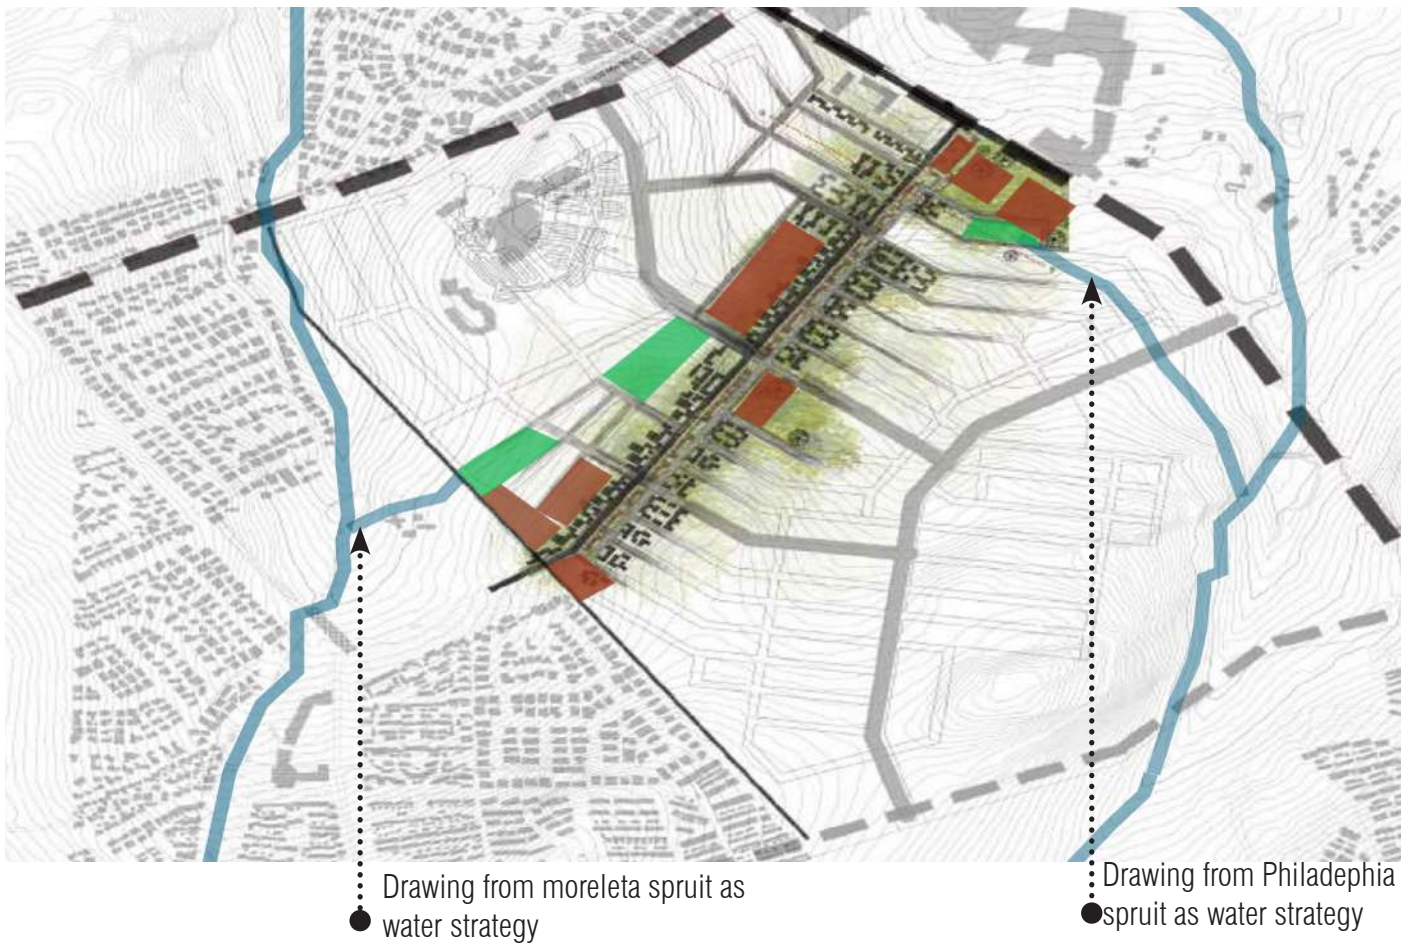 Drawing from moreleta spruit as
water strategy
Drawing from Philadephia
spruit as water strategy